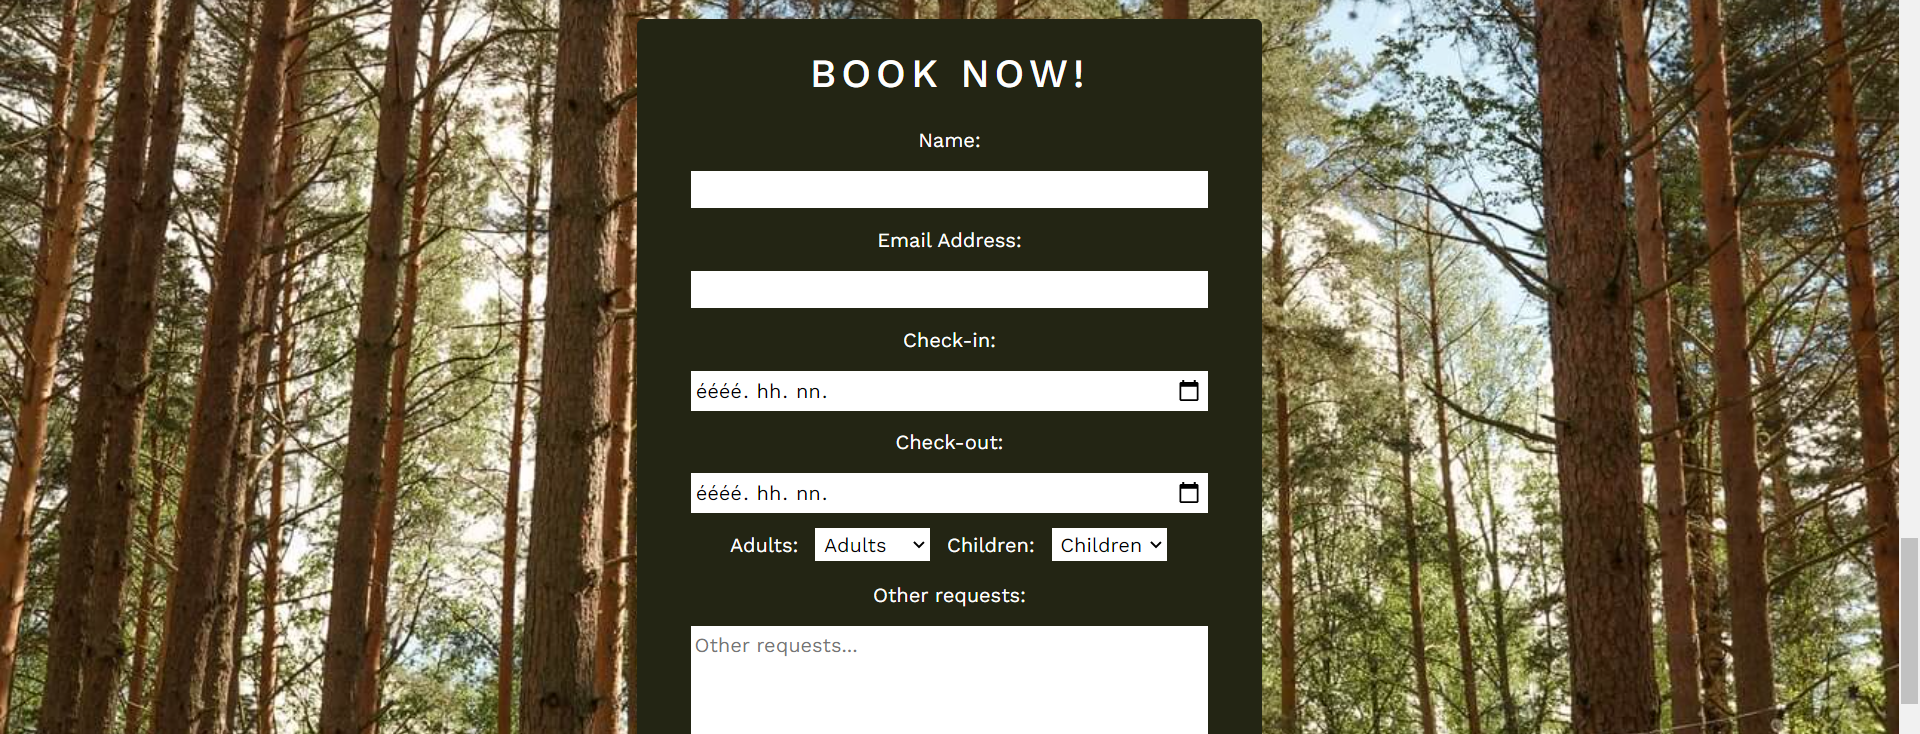 BOOK NOW!
Name:
Email Address:
Check-in:
éééé. hh. nn.
Check-out:
éééé. hh. nn.
Adults: Adults Children: Children
Other requests:
Other requests...